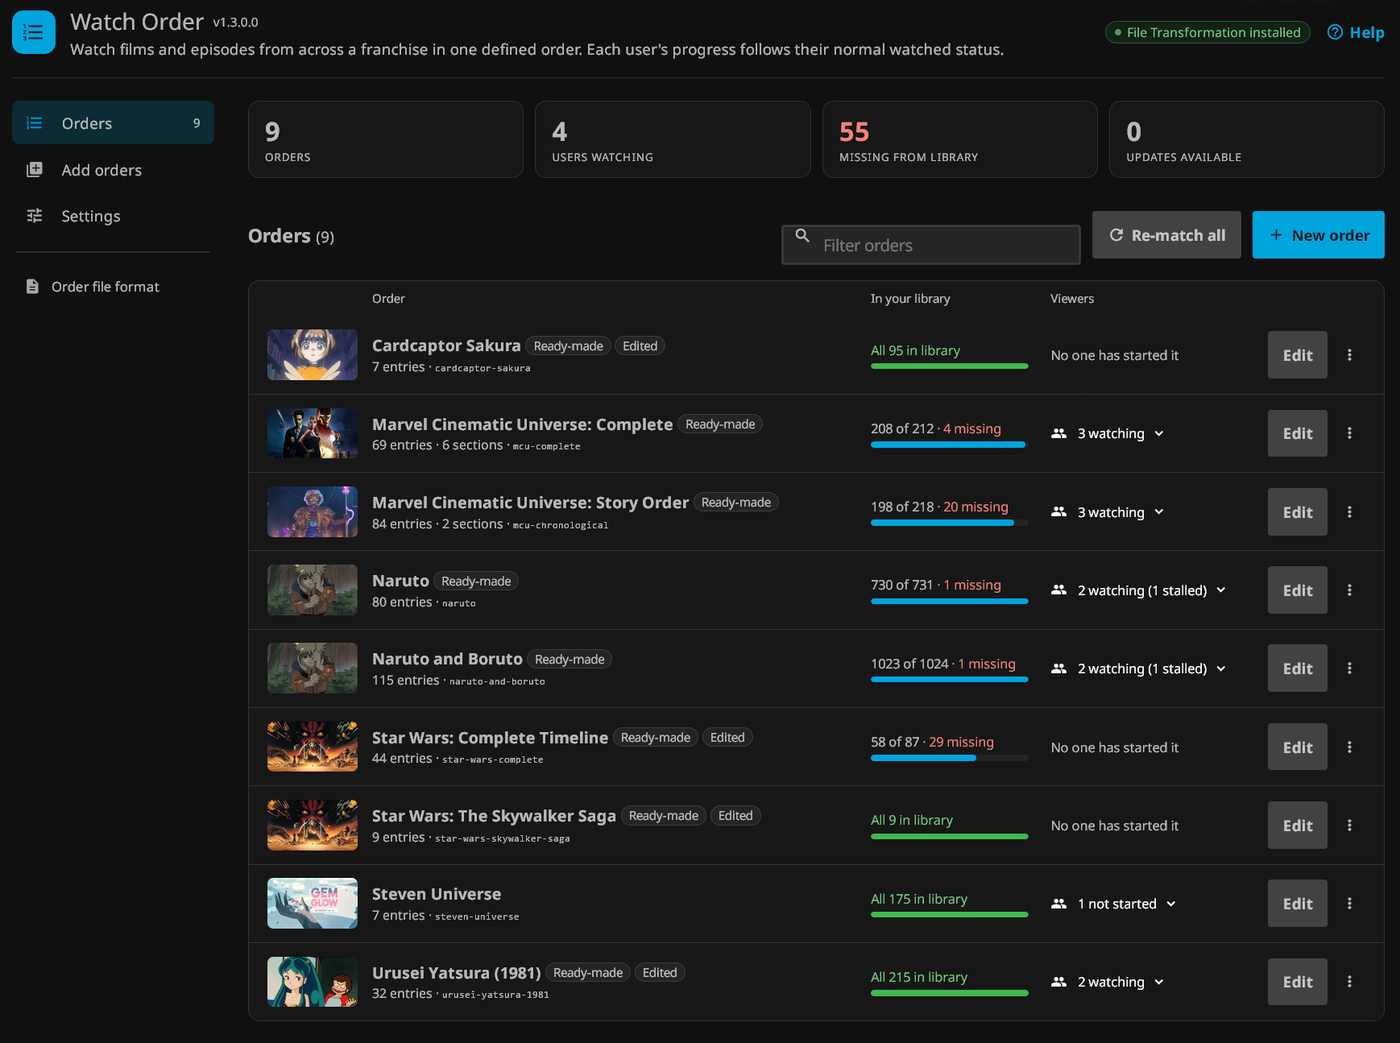 Watch Order v1.3.0.0
Watch films and episodes from across a franchise in one defined order. Each user's progress follows their normal watched status.
File Transformation installed
Help
Orders 9
Add orders
Settings
Order file format
9
ORDERS
4
USERS WATCHING
55
MISSING FROM LIBRARY
0
UPDATES AVAILABLE
Orders (9)
Filter orders
Re-match all
+ New order
Order In your library Viewers
Cardcaptor Sakura Ready-made Edited
7 entries · cardcaptor-sakura
All 95 in library
No one has started it
Edit
Marvel Cinematic Universe: Complete Ready-made
69 entries · 6 sections · mcu-complete
208 of 212 · 4 missing
3 watching
Edit
Marvel Cinematic Universe: Story Order Ready-made
84 entries · 2 sections · mcu-chronological
198 of 218 · 20 missing
3 watching
Edit
Naruto Ready-made
80 entries · naruto
730 of 731 · 1 missing
2 watching (1 stalled)
Edit
Naruto and Boruto Ready-made
115 entries · naruto-and-boruto
1023 of 1024 · 1 missing
2 watching (1 stalled)
Edit
Star Wars: Complete Timeline Ready-made Edited
44 entries · star-wars-complete
58 of 87 · 29 missing
No one has started it
Edit
Star Wars: The Skywalker Saga Ready-made Edited
9 entries · star-wars-skywalker-saga
All 9 in library
No one has started it
Edit
GEM
GLOW
Steven Universe
7 entries · steven-universe
All 175 in library
1 not started
Edit
Urusei Yatsura (1981) Ready-made Edited
32 entries · urusei-yatsura-1981
All 215 in library
2 watching
Edit